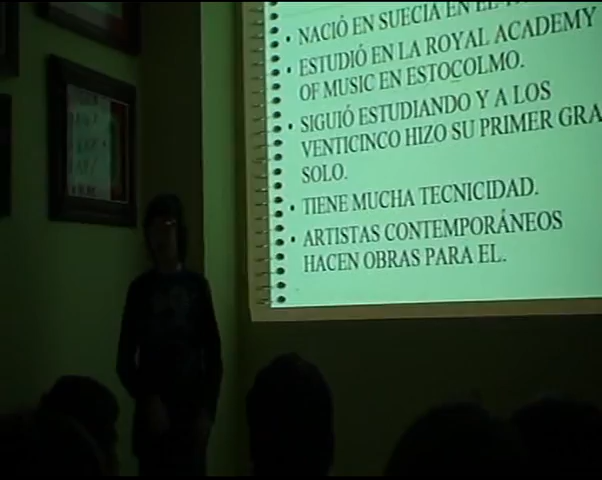 • NACIÓ EN SUECIA EN EL
• ESTUDIÓ EN LA ROYAL ACADEMY
OF MUSIC EN ESTOCOLMO.
• SIGUIÓ ESTUDIANDO Y A LOS
VENTICINCO HIZO SU PRIMER GRA
SOLO.
• TIENE MUCHA TECNICIDAD.
• ARTISTAS CONTEMPORÁNEOS
HACEN OBRAS PARA EL.